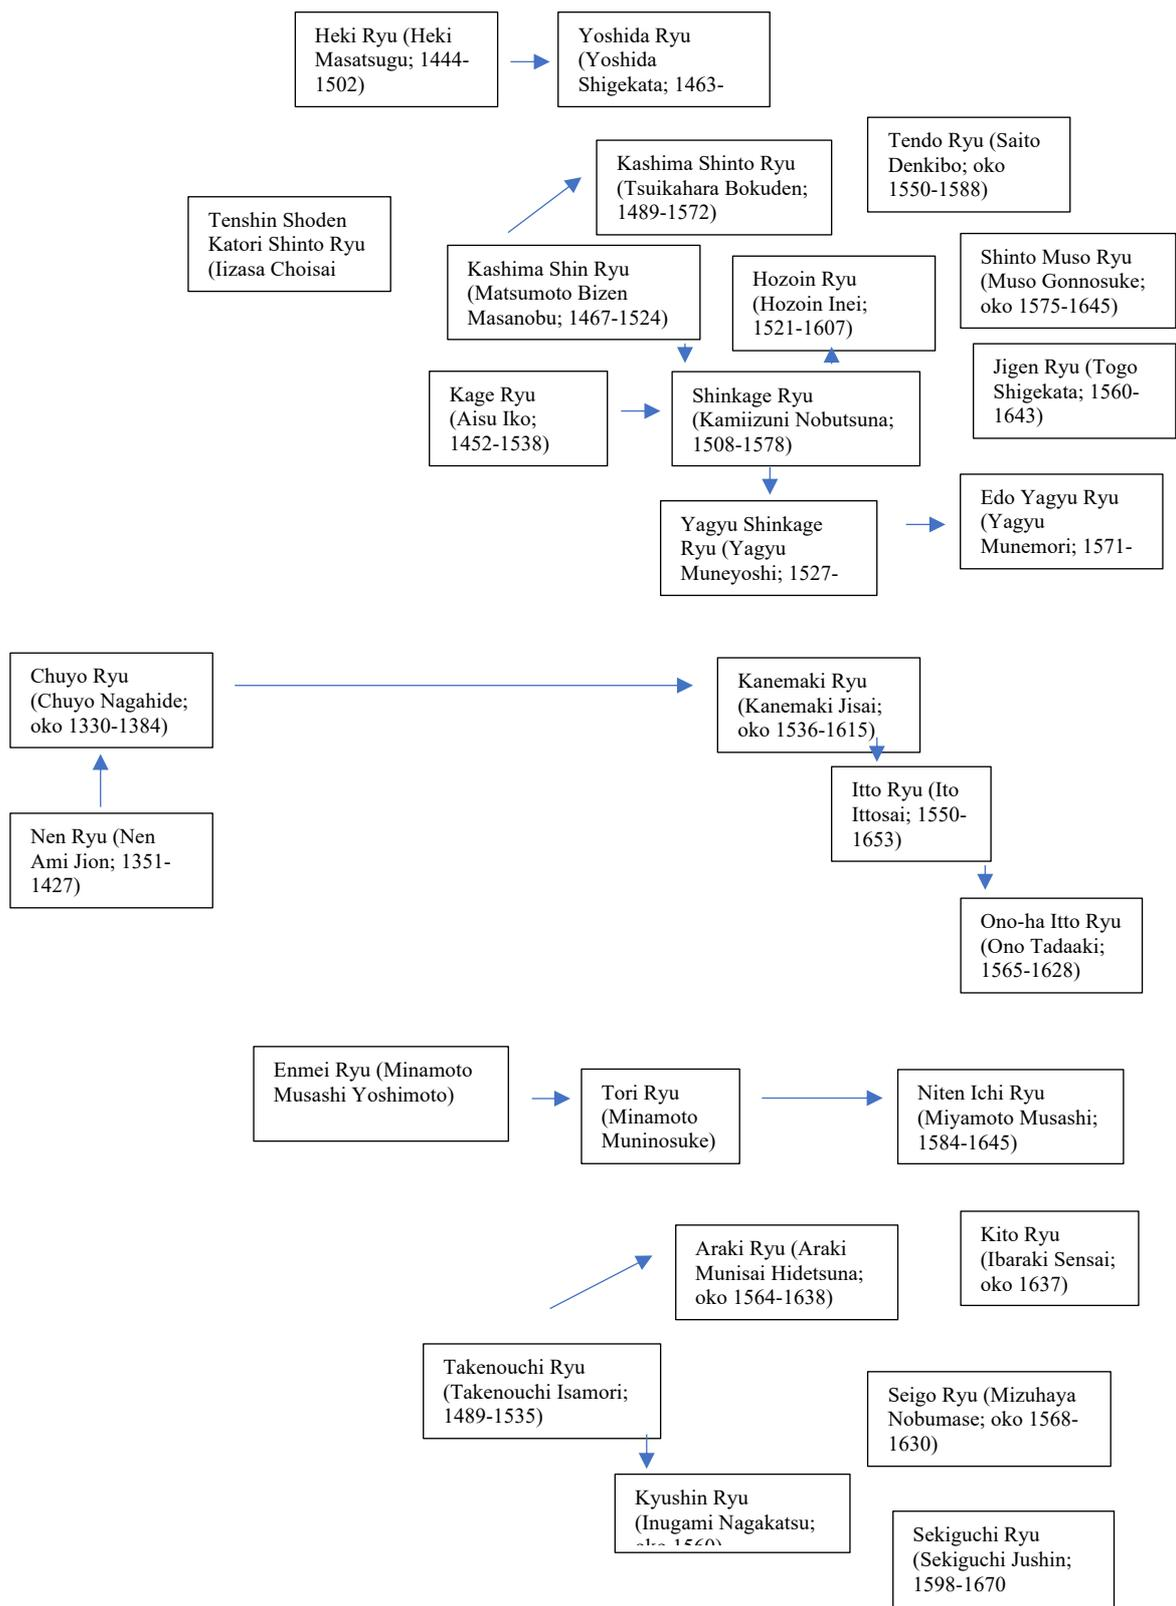 Heki Ryu (Heki
Masatsugu; 1444-
1502)
Yoshida Ryu
(Yoshida
Shigekata; 1463-
Tendo Ryu (Saito
Denkibo; oko
1550-1588)
Kashima Shinto Ryu
(Tsuikahara Bokuden;
1489-1572)
Tenshin Shoden
Katori Shinto Ryu
(Iizasa Choisai
Kashima Shin Ryu
(Matsumoto Bizen
Masanobu; 1467-1524)
Hozoin Ryu
(Hozoin Inei;
1521-1607)
Shinto Muso Ryu
(Muso Gonnosuke;
oko 1575-1645)
Jigen Ryu (Togo
Shigekata; 1560-
1643)
Kage Ryu
(Aisu Iko;
1452-1538)
Shinkage Ryu
(Kamiizuni Nobutsuna;
1508-1578)
Yagyu Shinkage
Ryu (Yagyu
Muneyoshi; 1527-
Edo Yagyu Ryu
(Yagyu
Munemori; 1571-
Chuyo Ryu
(Chuyo Nagahide;
oko 1330-1384)
Kanemaki Ryu
(Kanemaki Jisai;
oko 1536-1615)
Itto Ryu (Ito
Ittosai; 1550-
1653)
Nen Ryu (Nen
Ami Jion; 1351-
1427)
Ono-ha Itto Ryu
(Ono Tadaaki;
1565-1628)
Enmei Ryu (Minamoto
Musashi Yoshimoto)
Tori Ryu
(Minamoto
Muninosuke)
Niten Ichi Ryu
(Miyamoto Musashi;
1584-1645)
Araki Ryu (Araki
Munisai Hidetsuna;
oko 1564-1638)
Kito Ryu
(Ibaraki Sensai;
oko 1637)
Takenouchi Ryu
(Takenouchi Isamori;
1489-1535)
Seigo Ryu (Mizuhaya
Nobumase; oko 1568-
1630)
Kyushin Ryu
(Inugami Nagakatsu;
oko 1560)
Sekiguchi Ryu
(Sekiguchi Jushin;
1598-1670